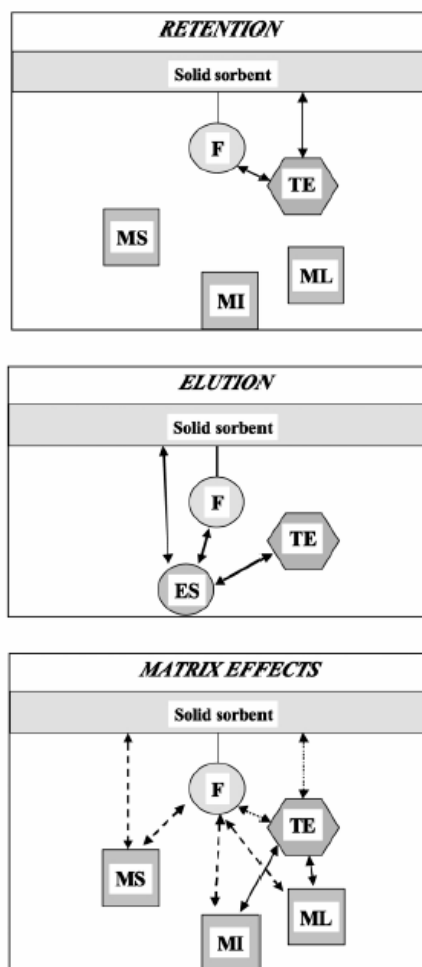 RETENTION
Solid sorbent
F
TE
MS
ML
MI
ELUTION
Solid sorbent
F
TE
ES
MATRIX EFFECTS
Solid sorbent
F
TE
MS
ML
MI